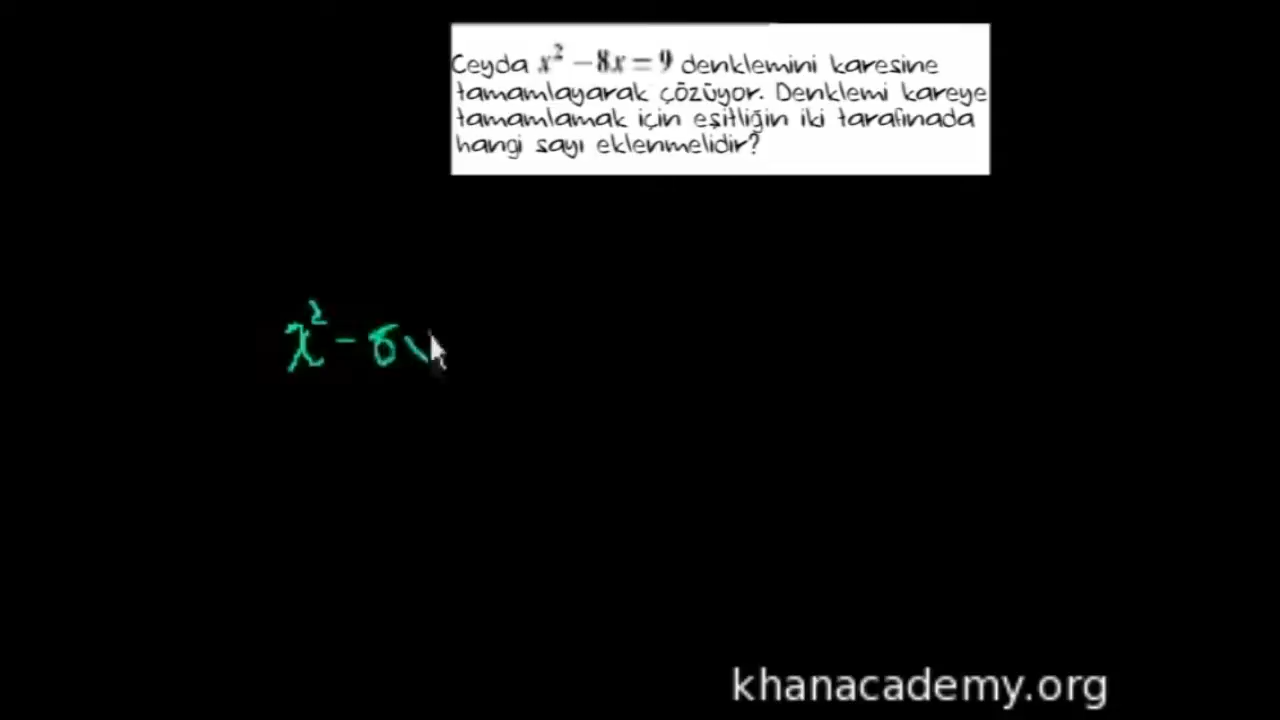 Ceyda x² − 8x = 9 denklemini karesine
tamamlayarak çözüyor. Denklemi kareye
tamamlamak için eşitliğin iki tarafınada
hangi sayı eklenmelidir?
x² - 8
khanacademy.org